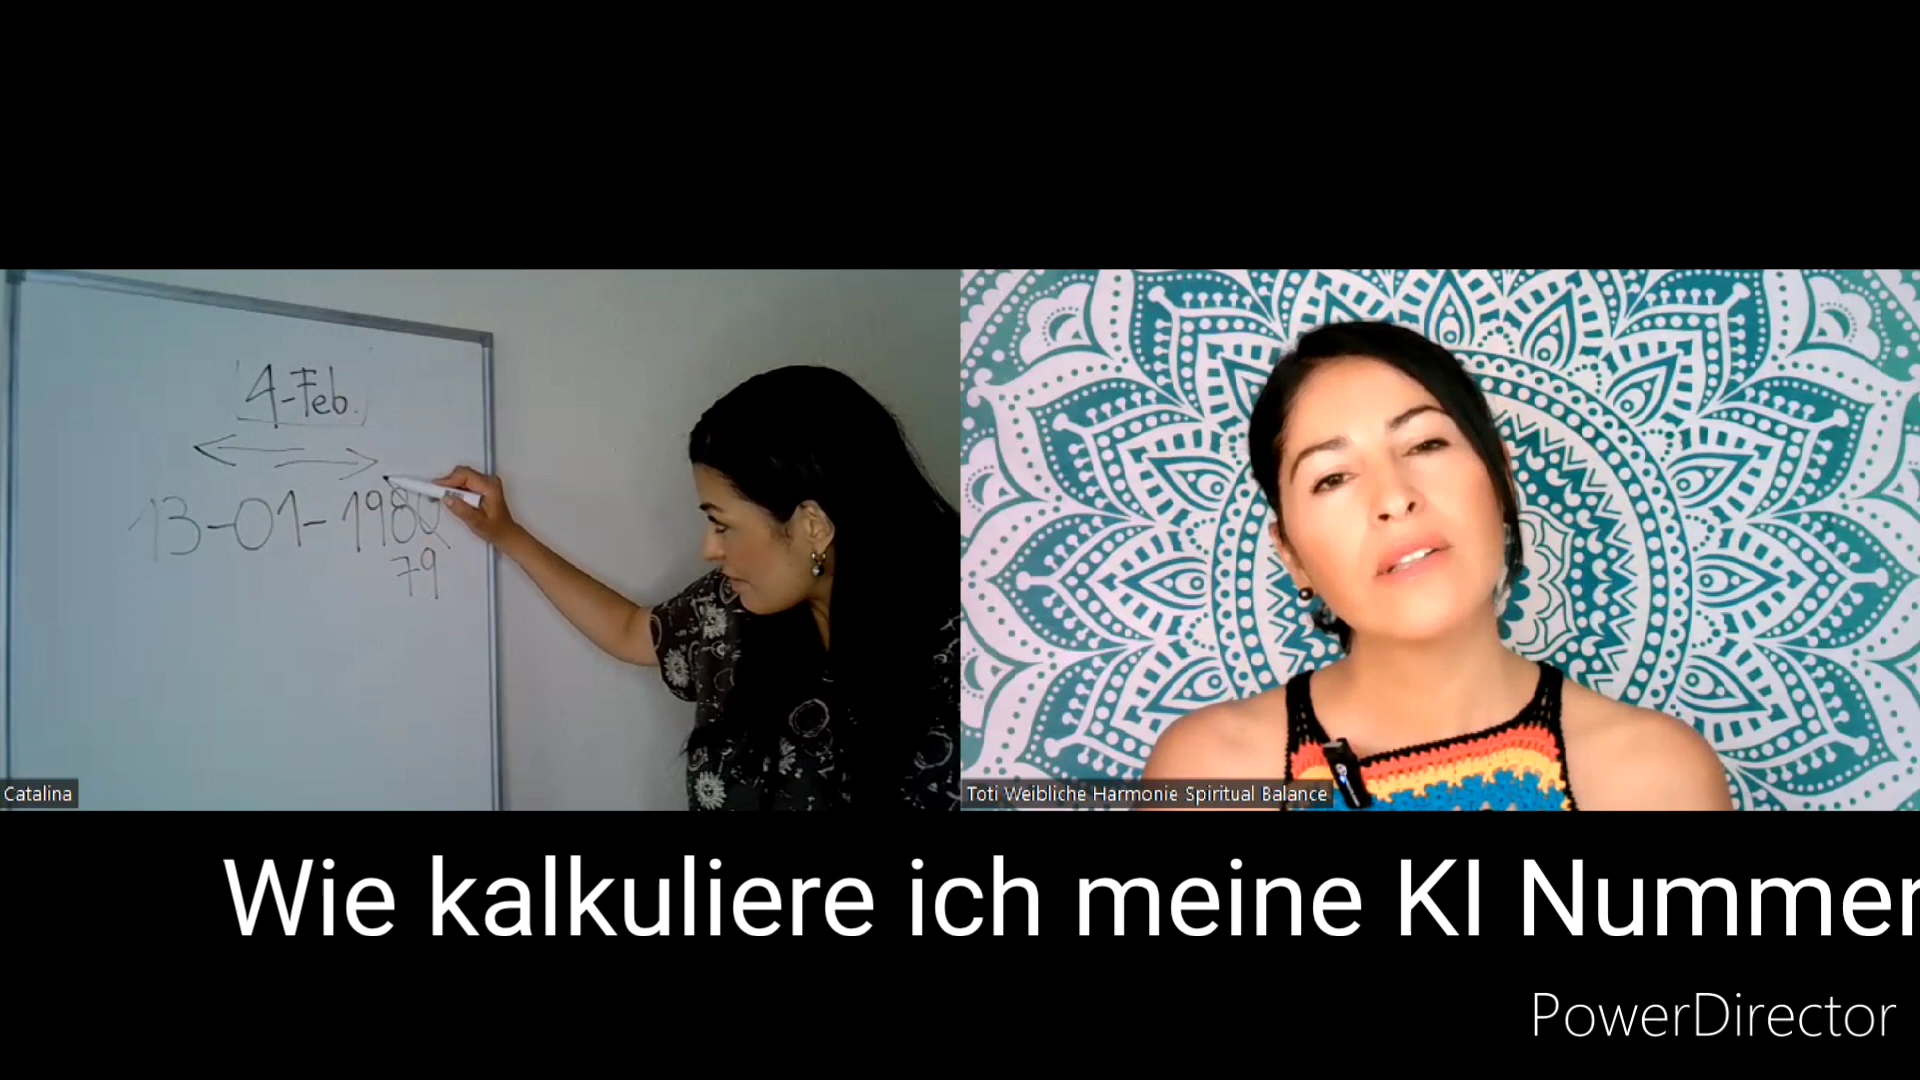 4-Feb.
13-01-1980
79
Catalina
Toti Weibliche Harmonie Spiritual Balance
Wie kalkuliere ich meine KI Nummer
PowerDirector